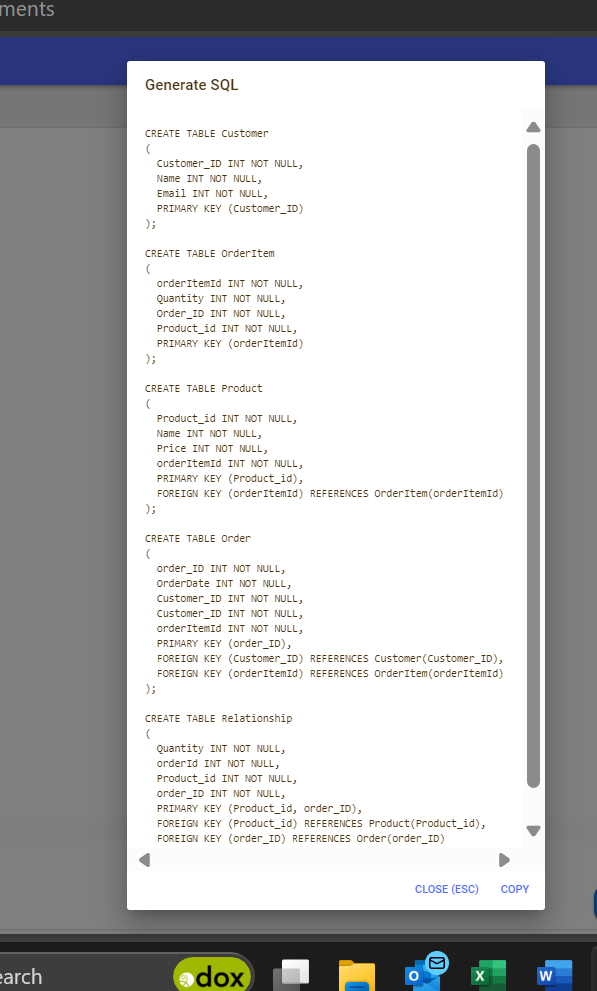 ments
Generate SQL
CREATE TABLE Customer
(
  Customer_ID INT NOT NULL,
  Name INT NOT NULL,
  Email INT NOT NULL,
  PRIMARY KEY (Customer_ID)
);
CREATE TABLE OrderItem
(
  orderItemId INT NOT NULL,
  Quantity INT NOT NULL,
  Order_ID INT NOT NULL,
  Product_id INT NOT NULL,
  PRIMARY KEY (orderItemId)
);
CREATE TABLE Product
(
  Product_id INT NOT NULL,
  Name INT NOT NULL,
  Price INT NOT NULL,
  orderItemId INT NOT NULL,
  PRIMARY KEY (Product_id),
  FOREIGN KEY (orderItemId) REFERENCES OrderItem(orderItemId)
);
CREATE TABLE Order
(
  order_ID INT NOT NULL,
  OrderDate INT NOT NULL,
  Customer_ID INT NOT NULL,
  Customer_ID INT NOT NULL,
  orderItemId INT NOT NULL,
  PRIMARY KEY (order_ID),
  FOREIGN KEY (Customer_ID) REFERENCES Customer(Customer_ID),
  FOREIGN KEY (orderItemId) REFERENCES OrderItem(orderItemId)
);
CREATE TABLE Relationship
(
  Quantity INT NOT NULL,
  orderId INT NOT NULL,
  Product_id INT NOT NULL,
  order_ID INT NOT NULL,
  PRIMARY KEY (Product_id, order_ID),
  FOREIGN KEY (Product_id) REFERENCES Product(Product_id),
  FOREIGN KEY (order_ID) REFERENCES Order(order_ID)
CLOSE (ESC) COPY
earch dox O X W